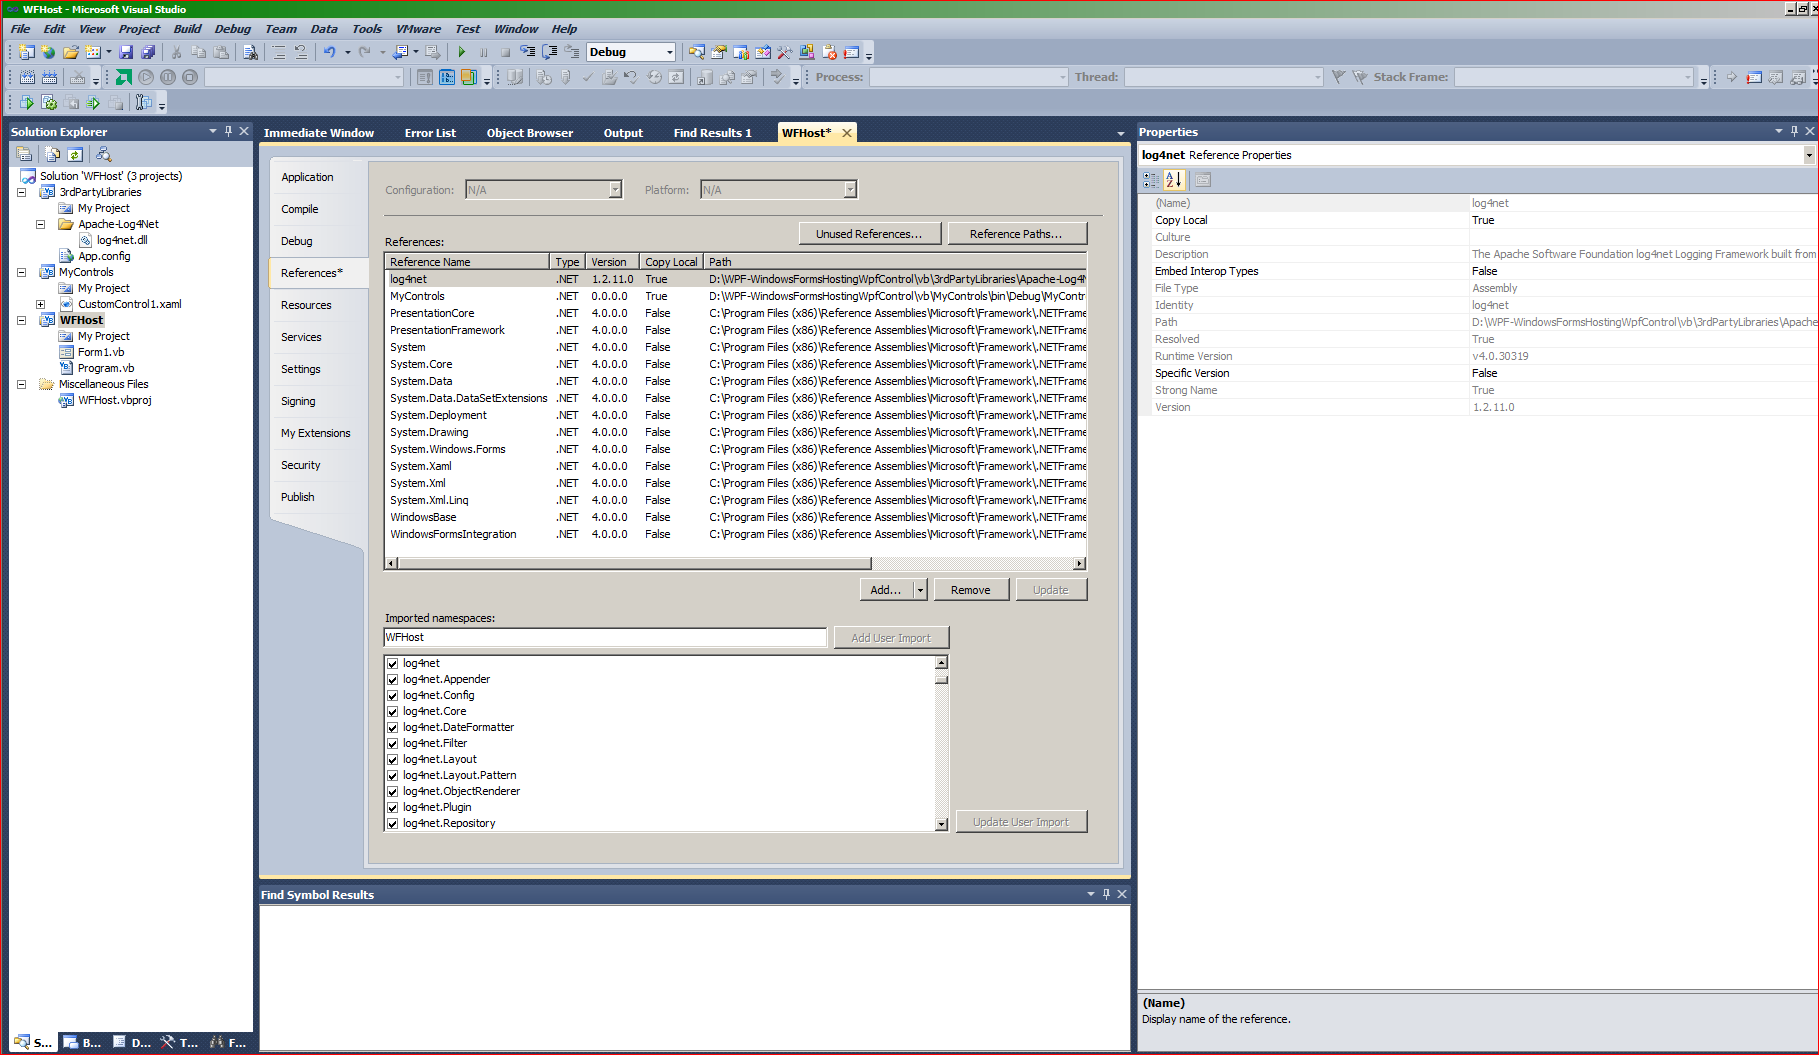 WFHost - Microsoft Visual Studio
File Edit View Project Build Debug Team Data Tools VMware Test Window Help
Debug
Process: Thread: Stack Frame:
Solution Explorer
Solution 'WFHost' (3 projects)
3rdPartyLibraries
My Project
Apache-Log4Net
log4net.dll
App.config
MyControls
My Project
CustomControl1.xaml
WFHost
My Project
Form1.vb
Program.vb
Miscellaneous Files
WFHost.vbproj
S... B... D... T... F...
Immediate Window Error List Object Browser Output Find Results 1 WFHost*
Application
Compile
Debug
References*
Resources
Services
Settings
Signing
My Extensions
Security
Publish
Configuration: N/A Platform: N/A
References: Unused References... Reference Paths...
Reference Name Type Version Copy Local Path
log4net .NET 1.2.11.0 True D:\WPF-WindowsFormsHostingWpfControl\vb\3rdPartyLibraries\Apache-Log4N
MyControls .NET 0.0.0.0 True D:\WPF-WindowsFormsHostingWpfControl\vb\MyControls\bin\Debug\MyContr
PresentationCore .NET 4.0.0.0 False C:\Program Files (x86)\Reference Assemblies\Microsoft\Framework\.NETFrame
PresentationFramework .NET 4.0.0.0 False C:\Program Files (x86)\Reference Assemblies\Microsoft\Framework\.NETFrame
System .NET 4.0.0.0 False C:\Program Files (x86)\Reference Assemblies\Microsoft\Framework\.NETFrame
System.Core .NET 4.0.0.0 False C:\Program Files (x86)\Reference Assemblies\Microsoft\Framework\.NETFrame
System.Data .NET 4.0.0.0 False C:\Program Files (x86)\Reference Assemblies\Microsoft\Framework\.NETFrame
System.Data.DataSetExtensions .NET 4.0.0.0 False C:\Program Files (x86)\Reference Assemblies\Microsoft\Framework\.NETFrame
System.Deployment .NET 4.0.0.0 False C:\Program Files (x86)\Reference Assemblies\Microsoft\Framework\.NETFrame
System.Drawing .NET 4.0.0.0 False C:\Program Files (x86)\Reference Assemblies\Microsoft\Framework\.NETFrame
System.Windows.Forms .NET 4.0.0.0 False C:\Program Files (x86)\Reference Assemblies\Microsoft\Framework\.NETFrame
System.Xaml .NET 4.0.0.0 False C:\Program Files (x86)\Reference Assemblies\Microsoft\Framework\.NETFrame
System.Xml .NET 4.0.0.0 False C:\Program Files (x86)\Reference Assemblies\Microsoft\Framework\.NETFrame
System.Xml.Linq .NET 4.0.0.0 False C:\Program Files (x86)\Reference Assemblies\Microsoft\Framework\.NETFrame
WindowsBase .NET 4.0.0.0 False C:\Program Files (x86)\Reference Assemblies\Microsoft\Framework\.NETFrame
WindowsFormsIntegration .NET 4.0.0.0 False C:\Program Files (x86)\Reference Assemblies\Microsoft\Framework\.NETFrame
Add... Remove Update
Imported namespaces:
WFHost Add User Import
log4net
log4net.Appender
log4net.Config
log4net.Core
log4net.DateFormatter
log4net.Filter
log4net.Layout
log4net.Layout.Pattern
log4net.ObjectRenderer
log4net.Plugin
log4net.Repository
Update User Import
Find Symbol Results
Properties
log4net Reference Properties
(Name) log4net
Copy Local True
Culture
Description The Apache Software Foundation log4net Logging Framework built from
Embed Interop Types False
File Type Assembly
Identity log4net
Path D:\WPF-WindowsFormsHostingWpfControl\vb\3rdPartyLibraries\Apache
Resolved True
Runtime Version v4.0.30319
Specific Version False
Strong Name True
Version 1.2.11.0
(Name)
Display name of the reference.